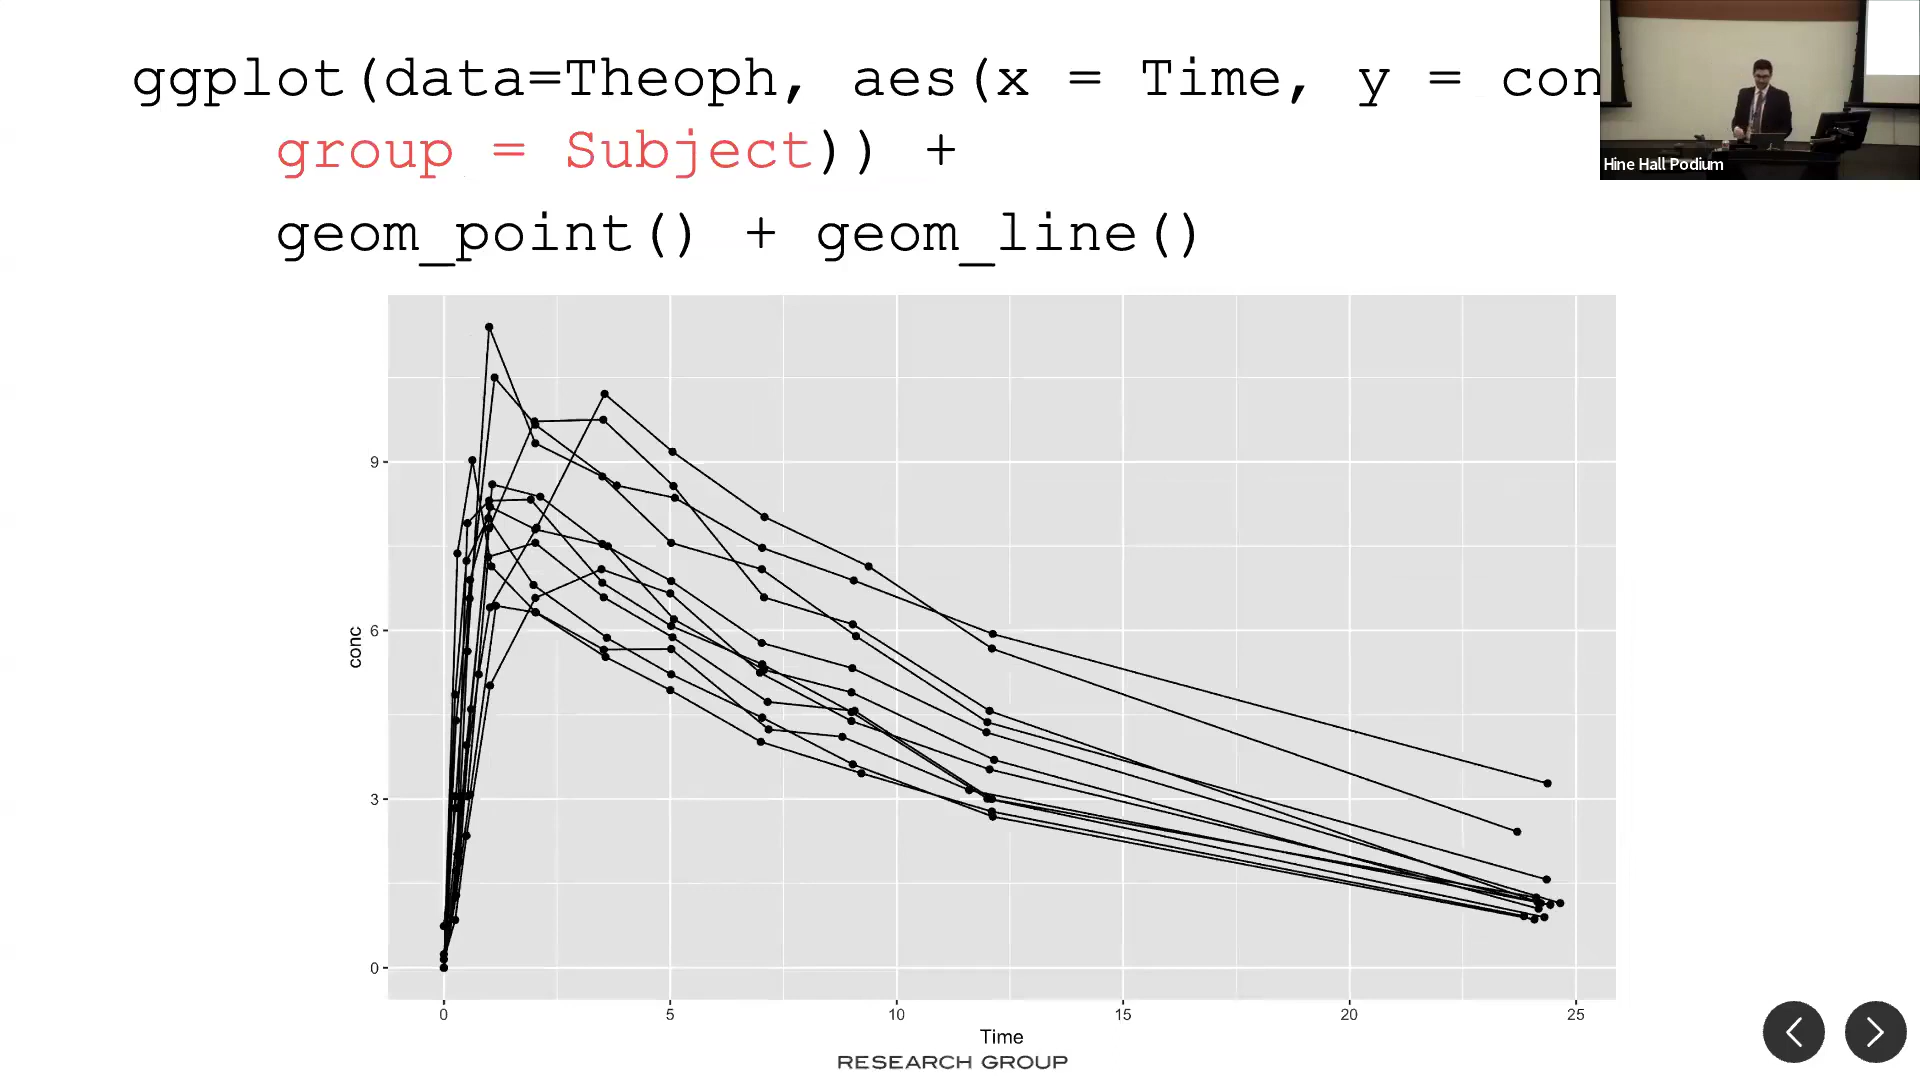 ggplot(data=Theoph, aes(x = Time, y = con
group = Subject)) +
geom_point() + geom_line()
Hine Hall Podium
conc
9
6
3
0
0 5 10 15 20 25
Time
RESEARCH GROUP